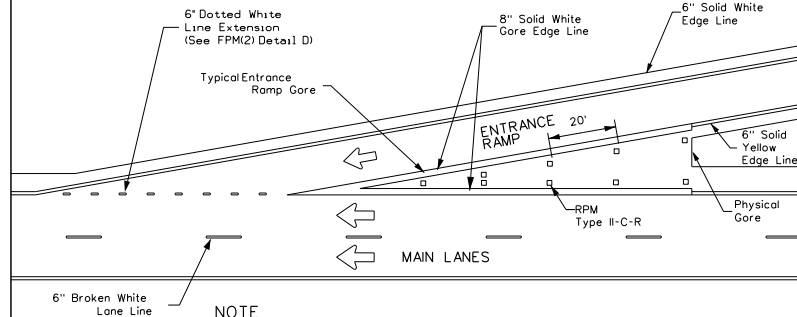 6" Dotted White
Line Extension
(See FPM(2) Detail D)
8" Solid White
Gore Edge Line
6" Solid White
Edge Line
Typical Entrance
Ramp Gore
ENTRANCE
RAMP
20'
6" Solid
Yellow
Edge Line
RPM
Type II-C-R
Physical
Gore
MAIN LANES
6" Broken White
Lane Line
NOTE